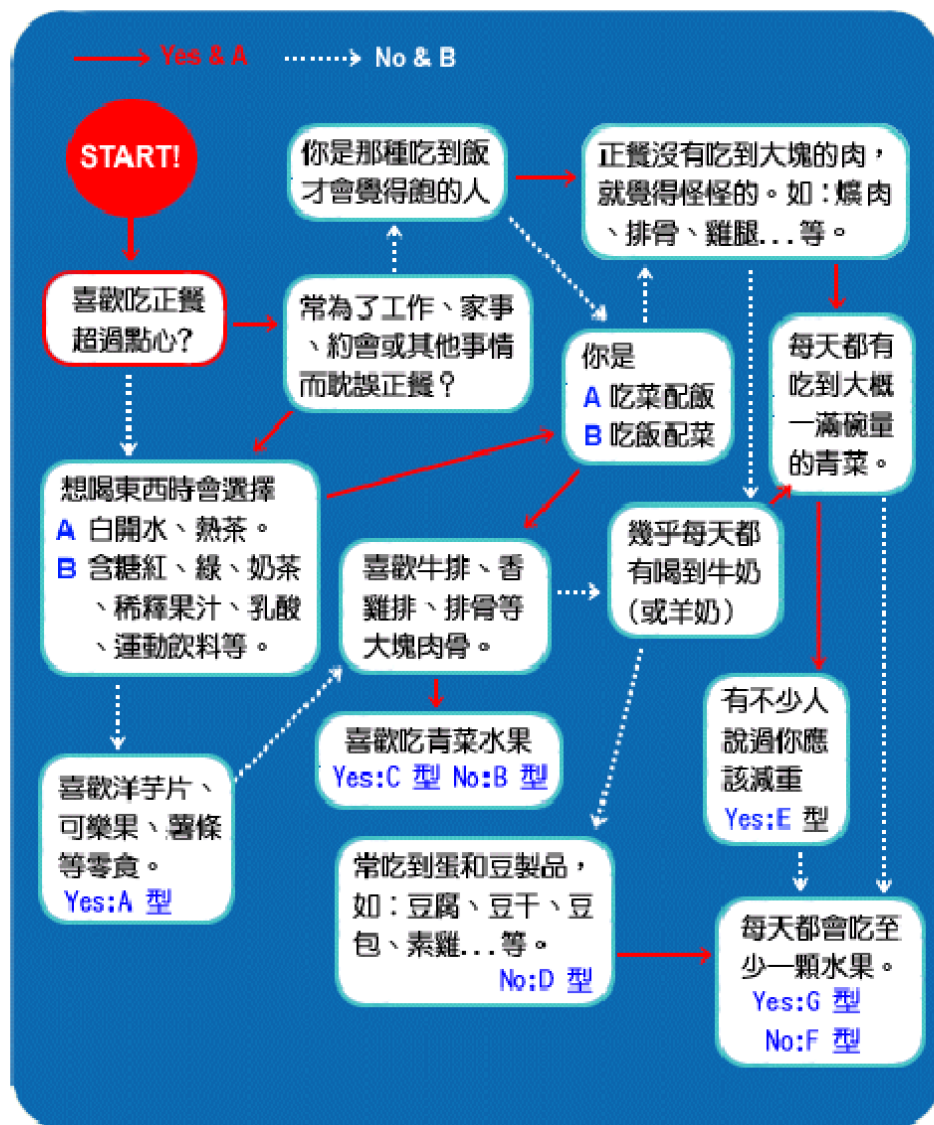 Yes & A
No & B
START!
喜歡吃正餐
超過點心?
常為了工作、家事
、約會或其他事情
而耽誤正餐？
你是那種吃到飯
才會覺得飽的人
正餐沒有吃到大塊的肉，
就覺得怪怪的。如：爌肉
、排骨、雞腿...等。
你是
A 吃菜配飯
B 吃飯配菜
每天都有
吃到大概
一滿碗量
的青菜。
想喝東西時會選擇
A 白開水、熱茶。
B 含糖紅、綠、奶茶
、稀釋果汁、乳酸
、運動飲料等。
喜歡牛排、香
雞排、排骨等
大塊肉骨。
幾乎每天都
有喝到牛奶
(或羊奶)
喜歡吃青菜水果
Yes:C 型 No:B 型
有不少人
說過你應
該減重
Yes:E 型
喜歡洋芋片、
可樂果、薯條
等零食。
Yes:A 型
常吃到蛋和豆製品，
如：豆腐、豆干、豆
包、素雞...等。
No:D 型
每天都會吃至
少一顆水果。
Yes:G 型
No:F 型